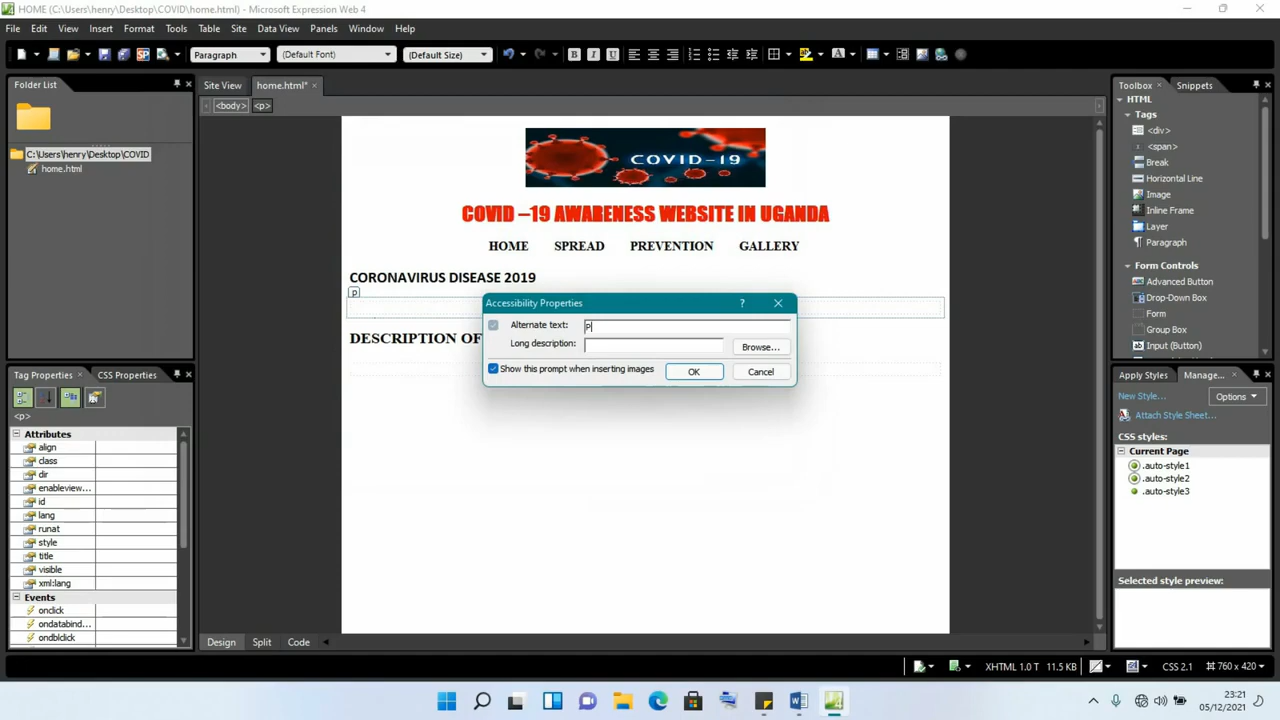 HOME (C:\Users\henry\Desktop\COVID\home.html) - Microsoft Expression Web 4
File Edit View Insert Format Tools Table Site Data View Panels Window Help
Paragraph (Default Font) (Default Size) B I U A
Folder List
Site View home.html*
Toolbox Snippets
<body> <p>
HTML
Tags
<div>
<span>
Break
Horizontal Line
Image
Inline Frame
Layer
Paragraph
Form Controls
Advanced Button
Drop-Down Box
Form
Group Box
Input (Button)
C:\Users\henry\Desktop\COVID
home.html
COVID-19
COVID –19 AWARENESS WEBSITE IN UGANDA
HOME SPREAD PREVENTION GALLERY
CORONAVIRUS DISEASE 2019
p
DESCRIPTION OF
Accessibility Properties ?
Alternate text: P
Long description: Browse...
Show this prompt when inserting images OK Cancel
Tag Properties CSS Properties
<p>
Attributes
align
class
dir
enableview...
id
lang
runat
style
title
visible
xml:lang
Events
onclick
ondatabind...
ondblclick
Apply Styles Manage...
New Style... Options
Attach Style Sheet...
CSS styles:
Current Page
.auto-style1
.auto-style2
.auto-style3
Selected style preview:
Design Split Code
XHTML 1.0 T 11.5 KB CSS 2.1 760 x 420
23:21
05/12/2021